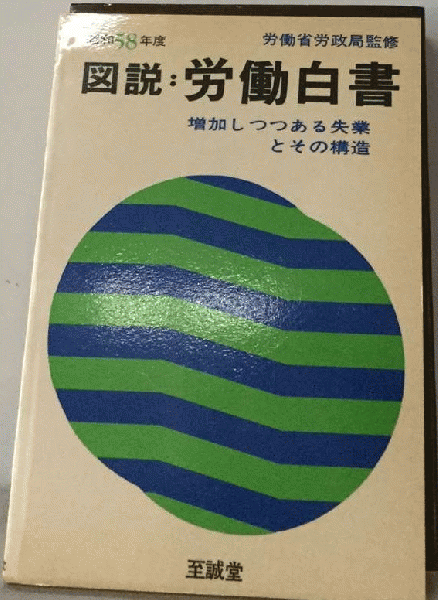 昭和58年度
労働省労政局監修
図説:労働白書
増加しつつある失業
とその構造
至誠堂